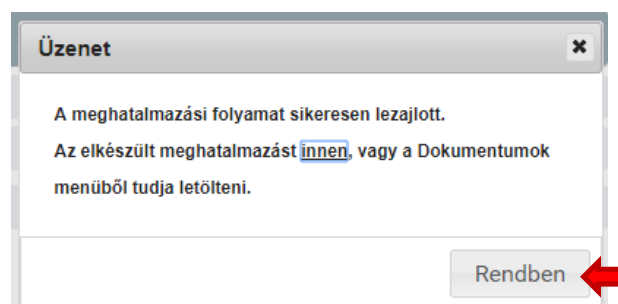 Üzenet
A meghatalmazási folyamat sikeresen lezajlott.
Az elkészült meghatalmazást innen, vagy a Dokumentumok
menüből tudja letölteni.
Rendben